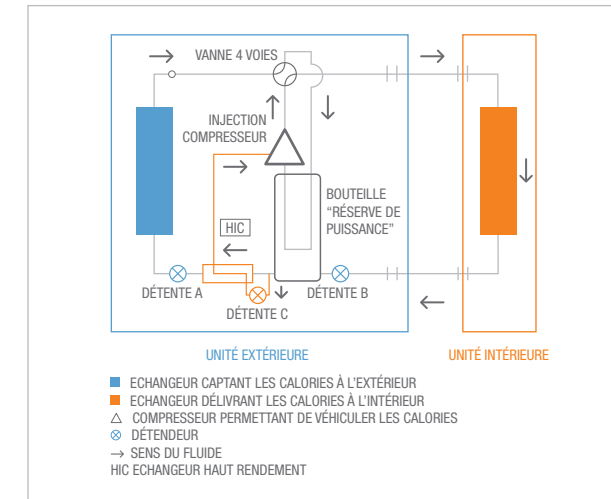 VANNE 4 VOIES
INJECTION
COMPRESSEUR
BOUTEILLE
“RÉSERVE DE
PUISSANCE”
HIC
DÉTENTE A
DÉTENTE B
DÉTENTE C
UNITÉ EXTÉRIEURE
UNITÉ INTÉRIEURE
ECHANGEUR CAPTANT LES CALORIES À L’EXTÉRIEUR
ECHANGEUR DÉLIVRANT LES CALORIES À L’INTÉRIEUR
COMPRESSEUR PERMETTANT DE VÉHICULER LES CALORIES
DÉTENDEUR
SENS DU FLUIDE
HIC ECHANGEUR HAUT RENDEMENT